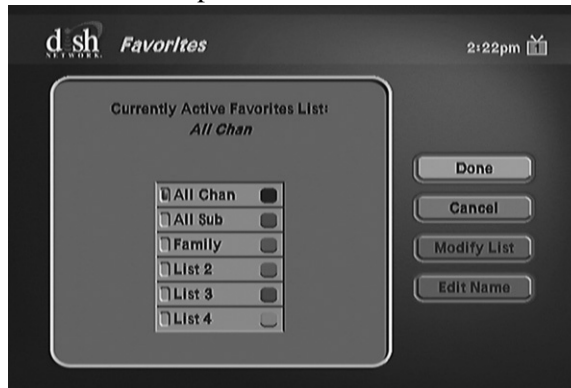 dish
NETWORK.
Favorites
2:22pm
1
Currently Active Favorites List:
All Chan
All Chan
All Sub
Family
List 2
List 3
List 4
Done
Cancel
Modify List
Edit Name